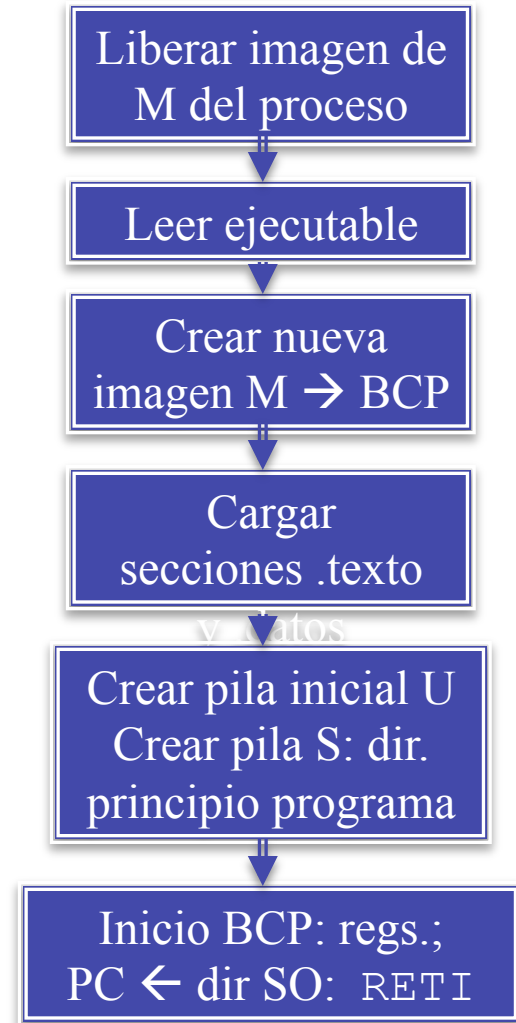 Liberar imagen de
M del proceso
Leer ejecutable
Crear nueva
imagen M → BCP
Cargar
secciones .texto
y datos
Crear pila inicial U
Crear pila S: dir.
principio programa
Inicio BCP: regs.;
PC ← dir SO: RETI